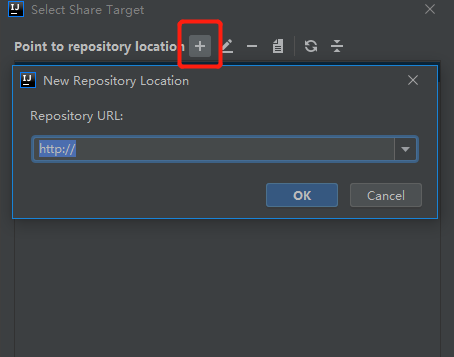 IJ Select Share Target
Point to repository location
IJ New Repository Location
Repository URL:
http://
OK Cancel